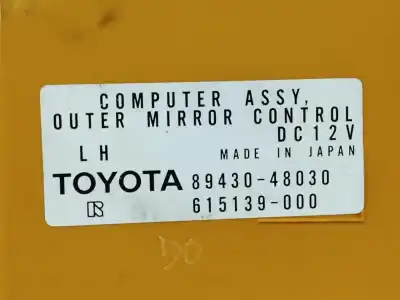 COMPUTER ASSY,
OUTER MIRROR CONTROL
DC12V
LH MADE IN JAPAN
TOYOTA 89430-48030
R 615139-000